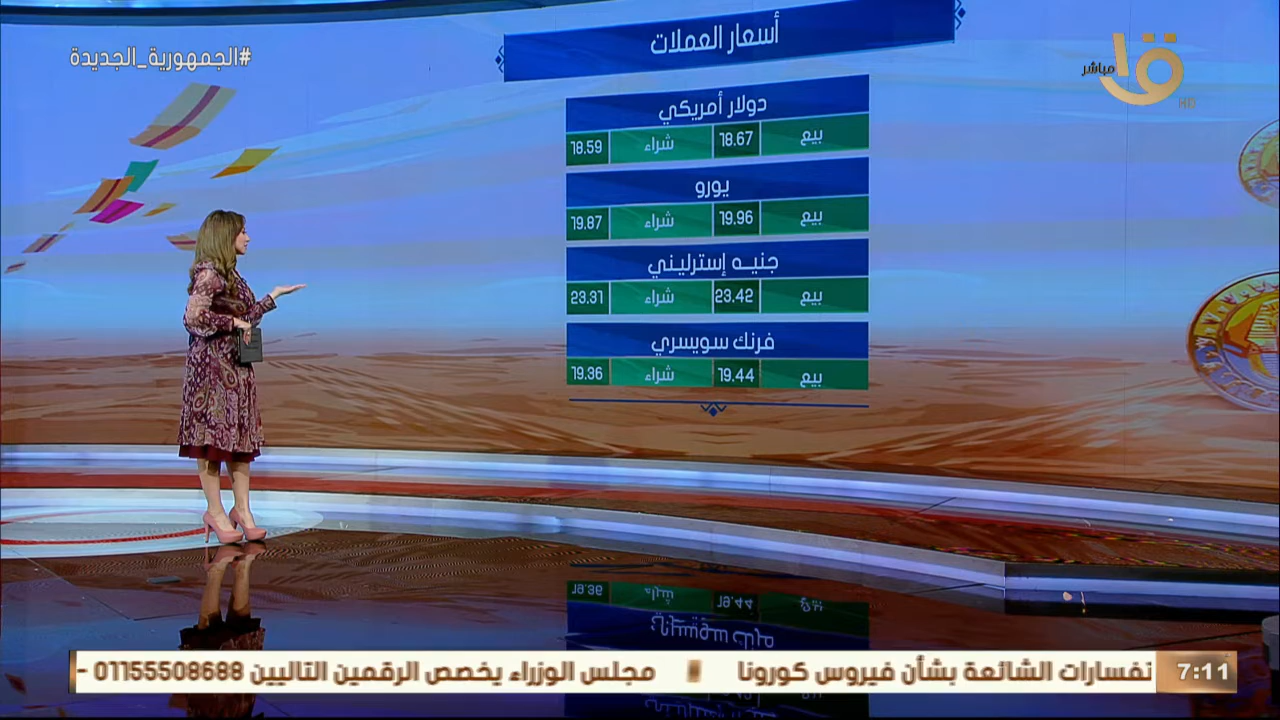 #الجمهورية_الجديدة
مباشر
HD
أسعار العملات
دولار أمريكي
بيع 18.67 شراء 18.59
يورو
بيع 19.96 شراء 19.87
جنيه إسترليني
بيع 23.42 شراء 23.31
فرنك سويسري
بيع 19.44 شراء 19.36
7:11 تفسارات الشائعة بشأن فيروس كورونا مجلس الوزراء يخصص الرقمين التاليين 01155508688 -